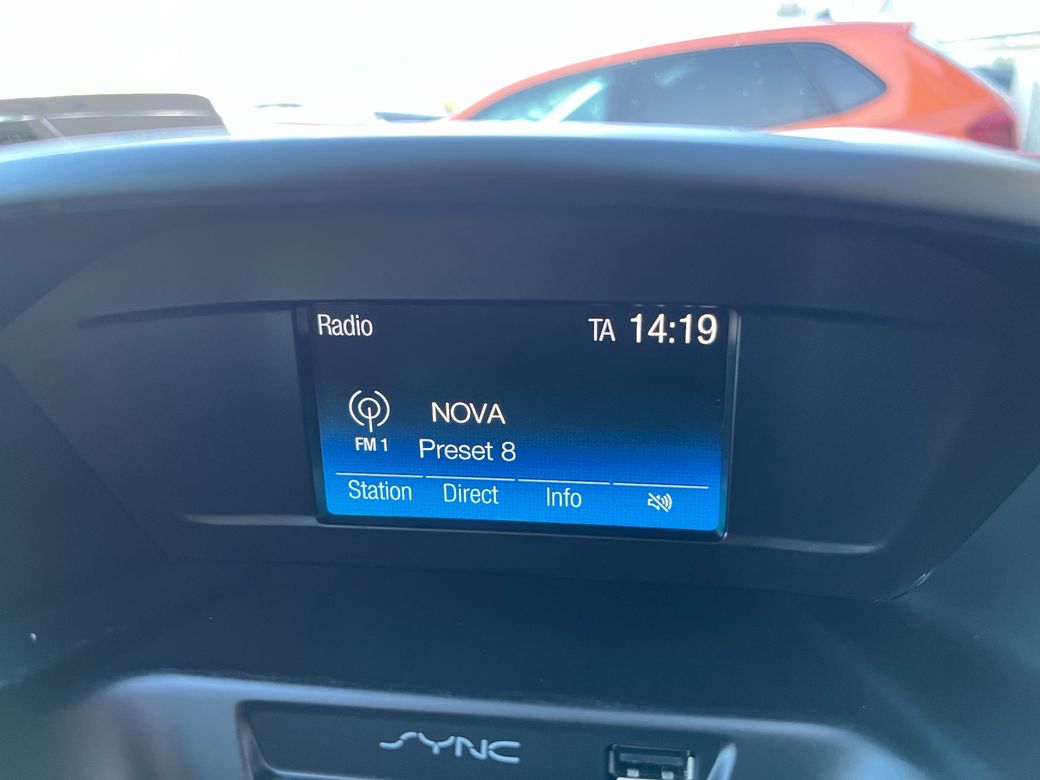 Radio TA 14:19
NOVA
FM 1 Preset 8
Station Direct Info
SYNC